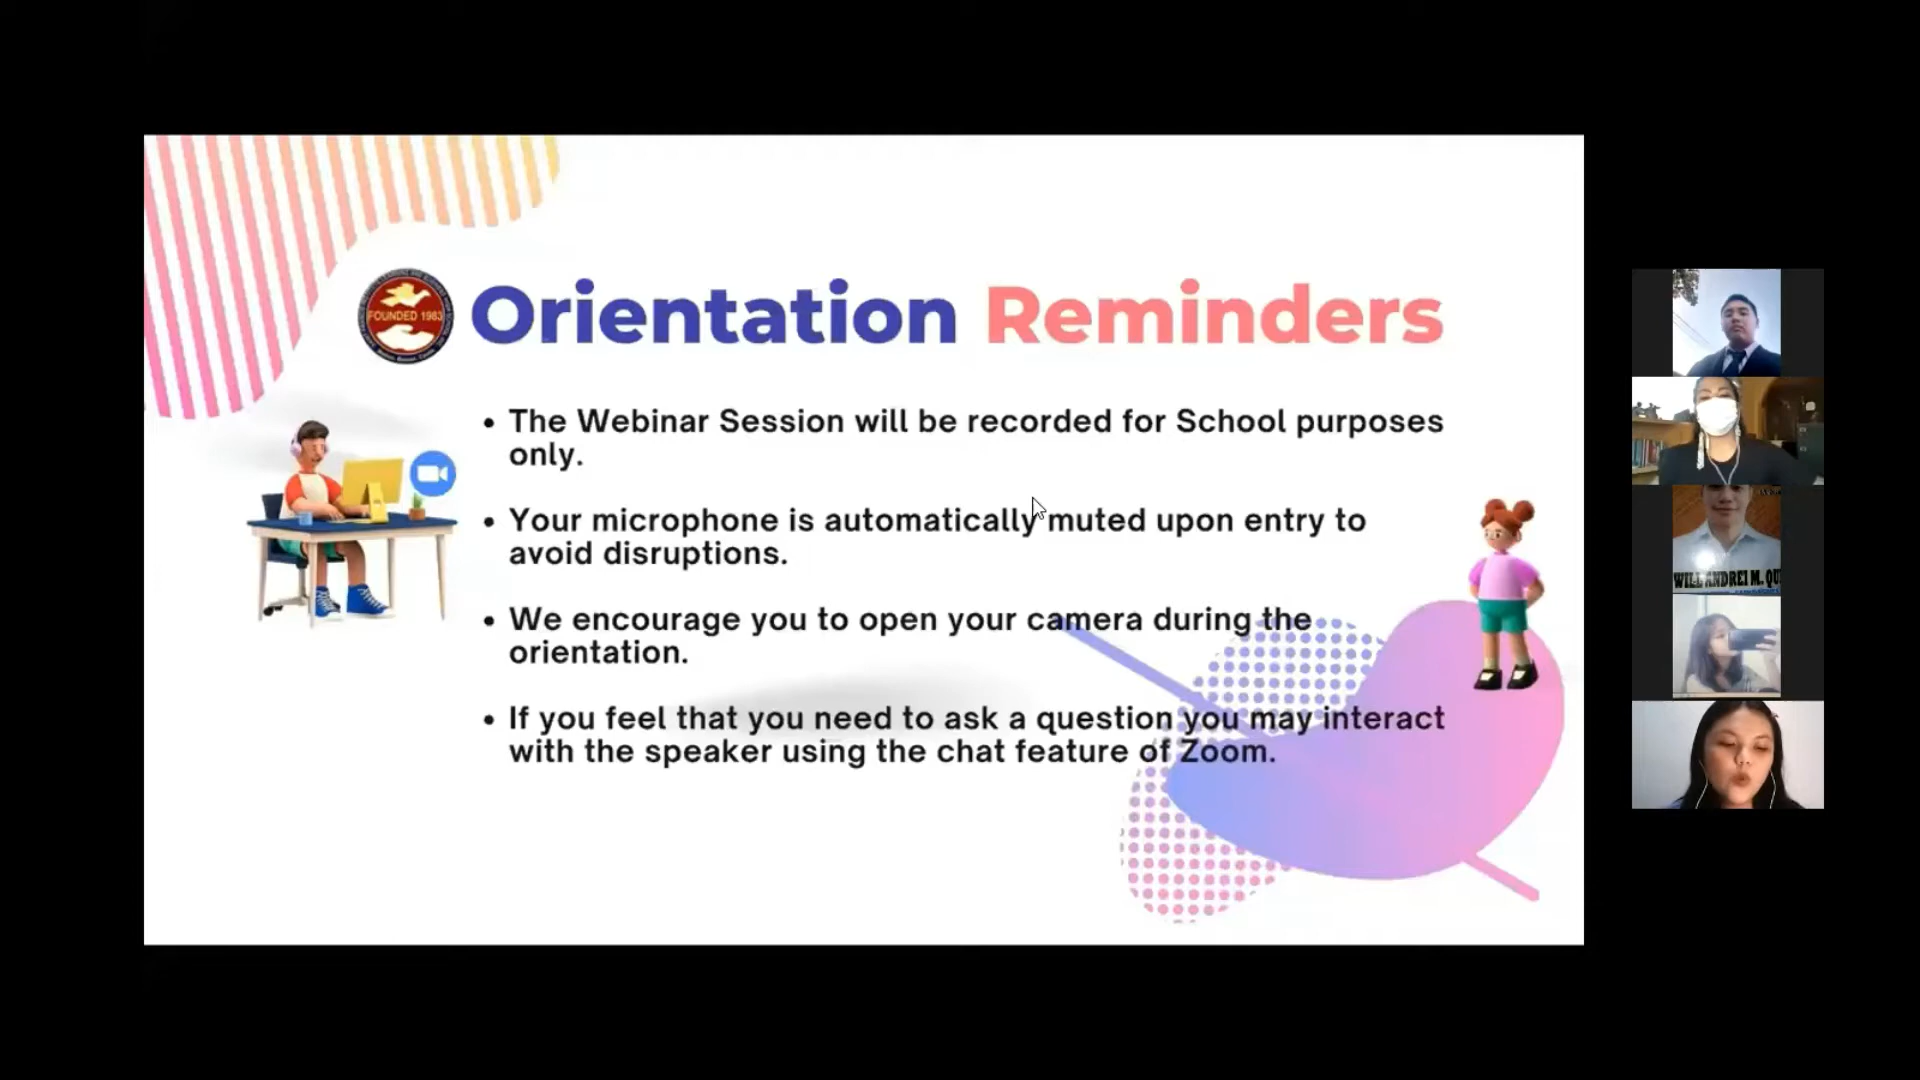 FOUNDED 1983
Orientation Reminders
• The Webinar Session will be recorded for School purposes
only.
• Your microphone is automatically muted upon entry to
avoid disruptions.
• We encourage you to open your camera during the
orientation.
• If you feel that you need to ask a question you may interact
with the speaker using the chat feature of Zoom.
WILL ANDREI M. QU